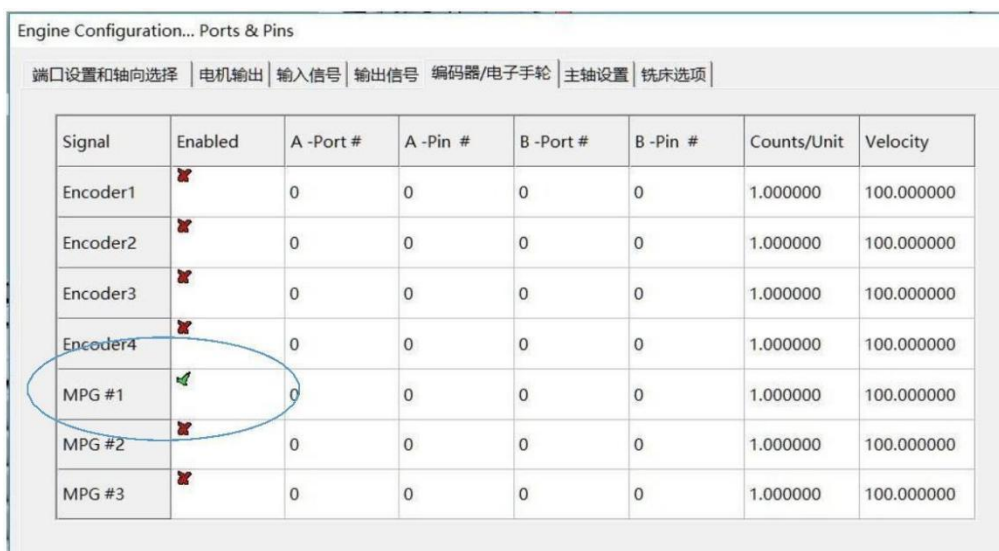 Engine Configuration... Ports & Pins
端口设置和轴向选择 电机输出 输入信号 输出信号 编码器/电子手轮 主轴设置 铣床选项
Signal Enabled A -Port # A -Pin # B -Port # B -Pin # Counts/Unit Velocity
Encoder1 0 0 0 0 1.000000 100.000000
Encoder2 0 0 0 0 1.000000 100.000000
Encoder3 0 0 0 0 1.000000 100.000000
Encoder4 0 0 0 0 1.000000 100.000000
MPG #1 0 0 0 0 1.000000 100.000000
MPG #2 0 0 0 0 1.000000 100.000000
MPG #3 0 0 0 0 1.000000 100.000000